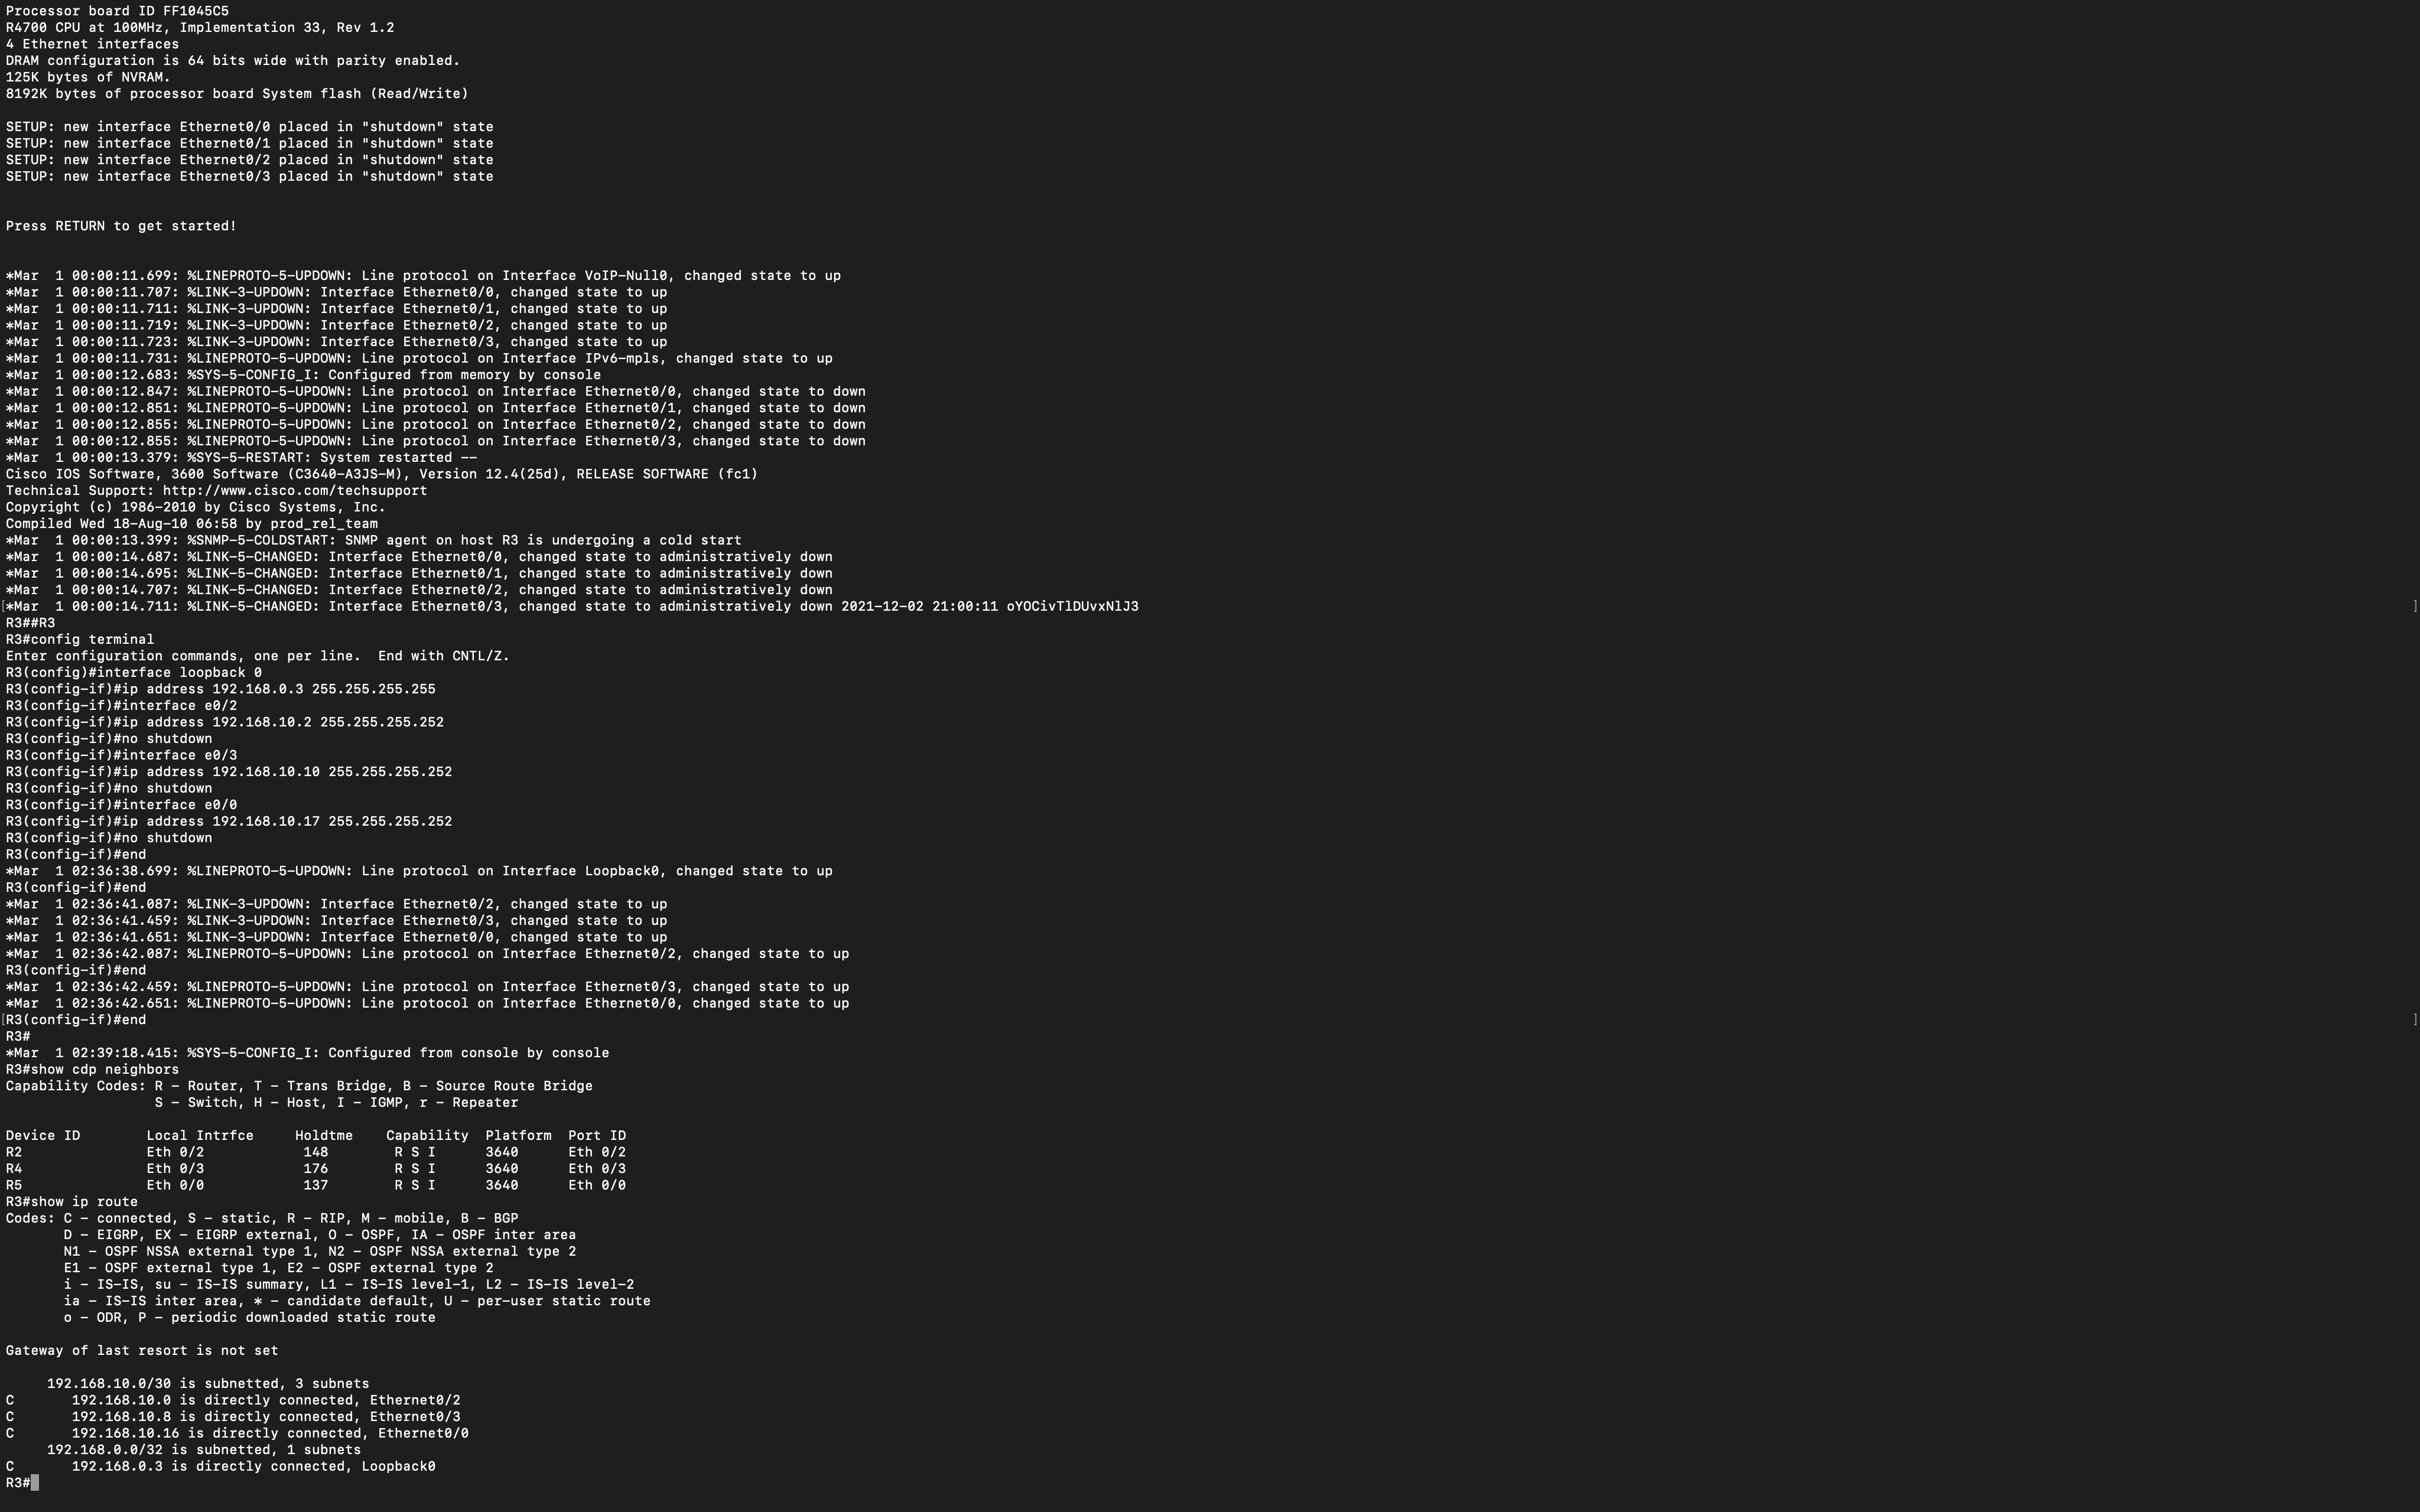 Processor board ID FF1045C5
R4700 CPU at 100MHz, Implementation 33, Rev 1.2
4 Ethernet interfaces
DRAM configuration is 64 bits wide with parity enabled.
125K bytes of NVRAM.
8192K bytes of processor board System flash (Read/Write)
SETUP: new interface Ethernet0/0 placed in "shutdown" state
SETUP: new interface Ethernet0/1 placed in "shutdown" state
SETUP: new interface Ethernet0/2 placed in "shutdown" state
SETUP: new interface Ethernet0/3 placed in "shutdown" state
Press RETURN to get started!
*Mar  1 00:00:11.699: %LINEPROTO-5-UPDOWN: Line protocol on Interface VoIP-Null0, changed state to up
*Mar  1 00:00:11.707: %LINK-3-UPDOWN: Interface Ethernet0/0, changed state to up
*Mar  1 00:00:11.711: %LINK-3-UPDOWN: Interface Ethernet0/1, changed state to up
*Mar  1 00:00:11.719: %LINK-3-UPDOWN: Interface Ethernet0/2, changed state to up
*Mar  1 00:00:11.723: %LINK-3-UPDOWN: Interface Ethernet0/3, changed state to up
*Mar  1 00:00:11.731: %LINEPROTO-5-UPDOWN: Line protocol on Interface IPv6-mpls, changed state to up
*Mar  1 00:00:12.683: %SYS-5-CONFIG_I: Configured from memory by console
*Mar  1 00:00:12.847: %LINEPROTO-5-UPDOWN: Line protocol on Interface Ethernet0/0, changed state to down
*Mar  1 00:00:12.851: %LINEPROTO-5-UPDOWN: Line protocol on Interface Ethernet0/1, changed state to down
*Mar  1 00:00:12.855: %LINEPROTO-5-UPDOWN: Line protocol on Interface Ethernet0/2, changed state to down
*Mar  1 00:00:12.855: %LINEPROTO-5-UPDOWN: Line protocol on Interface Ethernet0/3, changed state to down
*Mar  1 00:00:13.379: %SYS-5-RESTART: System restarted --
Cisco IOS Software, 3600 Software (C3640-A3JS-M), Version 12.4(25d), RELEASE SOFTWARE (fc1)
Technical Support: http://www.cisco.com/techsupport
Copyright (c) 1986-2010 by Cisco Systems, Inc.
Compiled Wed 18-Aug-10 06:58 by prod_rel_team
*Mar  1 00:00:13.399: %SNMP-5-COLDSTART: SNMP agent on host R3 is undergoing a cold start
*Mar  1 00:00:14.687: %LINK-5-CHANGED: Interface Ethernet0/0, changed state to administratively down
*Mar  1 00:00:14.695: %LINK-5-CHANGED: Interface Ethernet0/1, changed state to administratively down
*Mar  1 00:00:14.707: %LINK-5-CHANGED: Interface Ethernet0/2, changed state to administratively down
[*Mar  1 00:00:14.711: %LINK-5-CHANGED: Interface Ethernet0/3, changed state to administratively down 2021-12-02 21:00:11 oYOCivTlDUvxNlJ3 ]
R3##R3
R3#config terminal
Enter configuration commands, one per line.  End with CNTL/Z.
R3(config)#interface loopback 0
R3(config-if)#ip address 192.168.0.3 255.255.255.255
R3(config-if)#interface e0/2
R3(config-if)#ip address 192.168.10.2 255.255.255.252
R3(config-if)#no shutdown
R3(config-if)#interface e0/3
R3(config-if)#ip address 192.168.10.10 255.255.255.252
R3(config-if)#no shutdown
R3(config-if)#interface e0/0
R3(config-if)#ip address 192.168.10.17 255.255.255.252
R3(config-if)#no shutdown
R3(config-if)#end
*Mar  1 02:36:38.699: %LINEPROTO-5-UPDOWN: Line protocol on Interface Loopback0, changed state to up
R3(config-if)#end
*Mar  1 02:36:41.087: %LINK-3-UPDOWN: Interface Ethernet0/2, changed state to up
*Mar  1 02:36:41.459: %LINK-3-UPDOWN: Interface Ethernet0/3, changed state to up
*Mar  1 02:36:41.651: %LINK-3-UPDOWN: Interface Ethernet0/0, changed state to up
*Mar  1 02:36:42.087: %LINEPROTO-5-UPDOWN: Line protocol on Interface Ethernet0/2, changed state to up
R3(config-if)#end
*Mar  1 02:36:42.459: %LINEPROTO-5-UPDOWN: Line protocol on Interface Ethernet0/3, changed state to up
*Mar  1 02:36:42.651: %LINEPROTO-5-UPDOWN: Line protocol on Interface Ethernet0/0, changed state to up
[R3(config-if)#end ]
R3#
*Mar  1 02:39:18.415: %SYS-5-CONFIG_I: Configured from console by console
R3#show cdp neighbors
Capability Codes: R - Router, T - Trans Bridge, B - Source Route Bridge
                  S - Switch, H - Host, I - IGMP, r - Repeater
Device ID        Local Intrfce     Holdtme    Capability  Platform  Port ID
R2               Eth 0/2            148        R S I      3640      Eth 0/2
R4               Eth 0/3            176        R S I      3640      Eth 0/3
R5               Eth 0/0            137        R S I      3640      Eth 0/0
R3#show ip route
Codes: C - connected, S - static, R - RIP, M - mobile, B - BGP
       D - EIGRP, EX - EIGRP external, O - OSPF, IA - OSPF inter area
       N1 - OSPF NSSA external type 1, N2 - OSPF NSSA external type 2
       E1 - OSPF external type 1, E2 - OSPF external type 2
       i - IS-IS, su - IS-IS summary, L1 - IS-IS level-1, L2 - IS-IS level-2
       ia - IS-IS inter area, * - candidate default, U - per-user static route
       o - ODR, P - periodic downloaded static route
Gateway of last resort is not set
     192.168.10.0/30 is subnetted, 3 subnets
C       192.168.10.0 is directly connected, Ethernet0/2
C       192.168.10.8 is directly connected, Ethernet0/3
C       192.168.10.16 is directly connected, Ethernet0/0
     192.168.0.0/32 is subnetted, 1 subnets
C       192.168.0.3 is directly connected, Loopback0
R3#